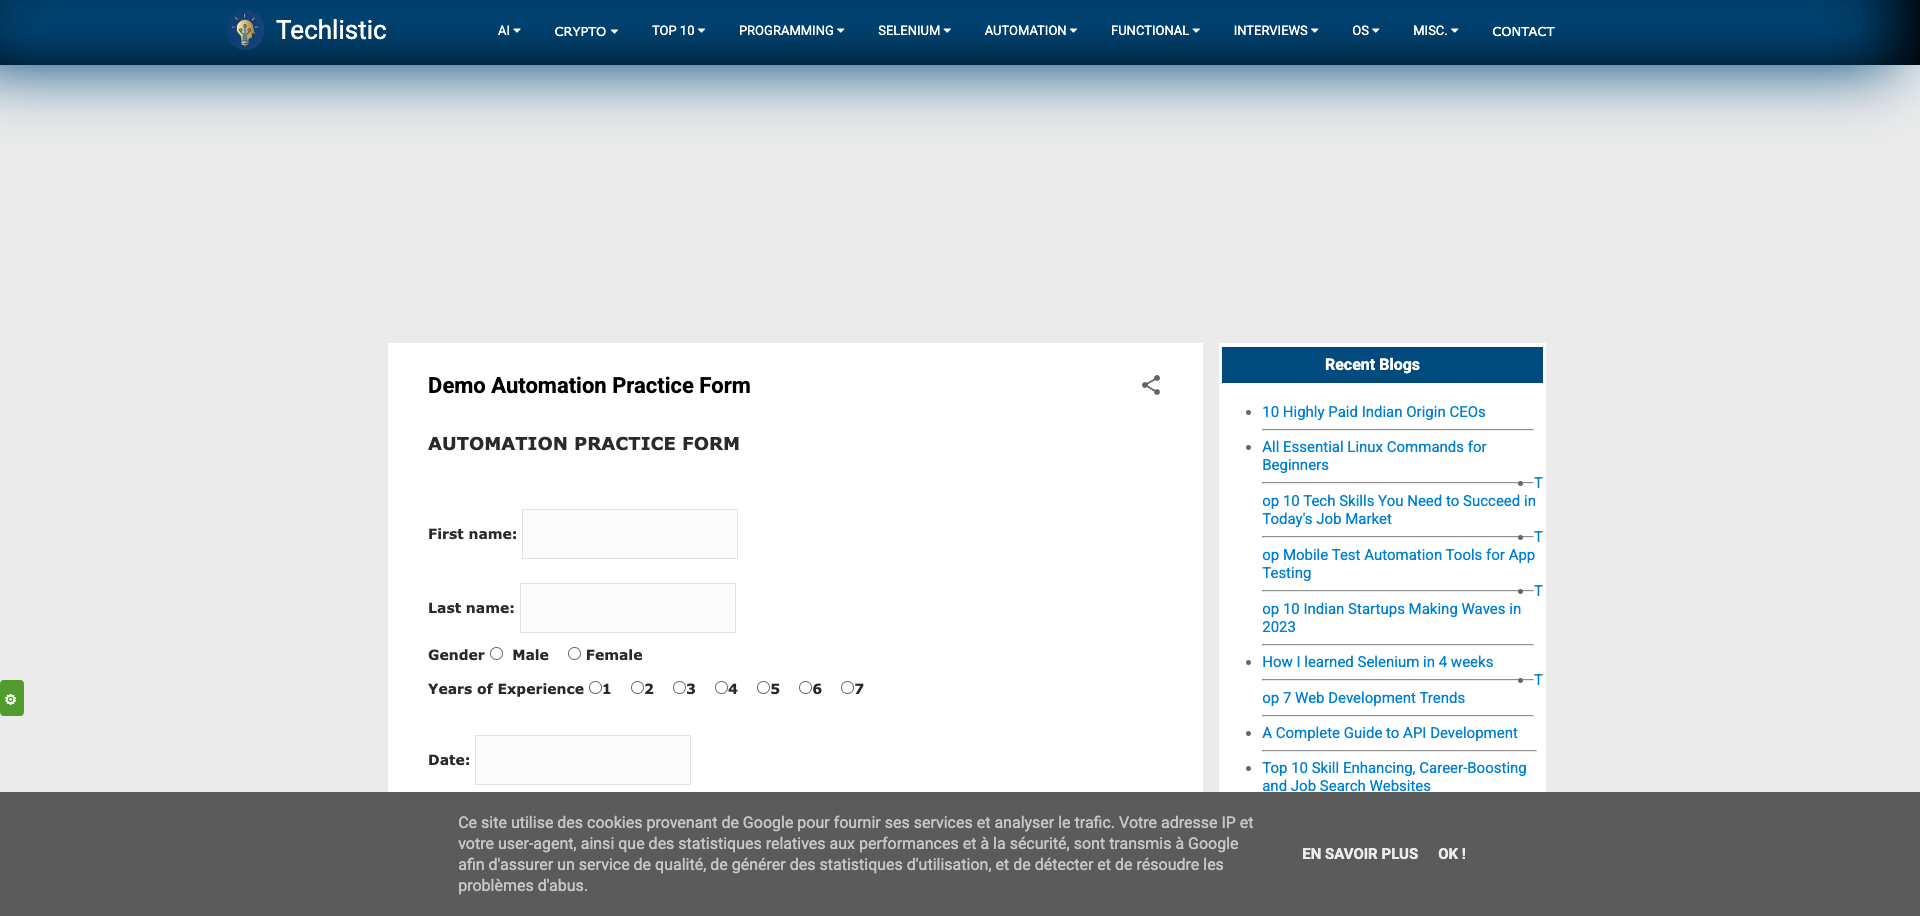 Techlistic
AI CRYPTO TOP 10 PROGRAMMING SELENIUM AUTOMATION FUNCTIONAL INTERVIEWS OS MISC. CONTACT
Demo Automation Practice Form
AUTOMATION PRACTICE FORM
First name:
Last name:
Gender Male Female
Years of Experience 1 2 3 4 5 6 7
Date:
Recent Blogs
10 Highly Paid Indian Origin CEOs
All Essential Linux Commands for
Beginners
T
op 10 Tech Skills You Need to Succeed in
Today's Job Market
T
op Mobile Test Automation Tools for App
Testing
T
op 10 Indian Startups Making Waves in
2023
How I learned Selenium in 4 weeks
T
op 7 Web Development Trends
A Complete Guide to API Development
Top 10 Skill Enhancing, Career-Boosting
and Job Search Websites
Ce site utilise des cookies provenant de Google pour fournir ses services et analyser le trafic. Votre adresse IP et
votre user-agent, ainsi que des statistiques relatives aux performances et à la sécurité, sont transmis à Google
afin d'assurer un service de qualité, de générer des statistiques d'utilisation, et de détecter et de résoudre les
problèmes d'abus.
EN SAVOIR PLUS OK !